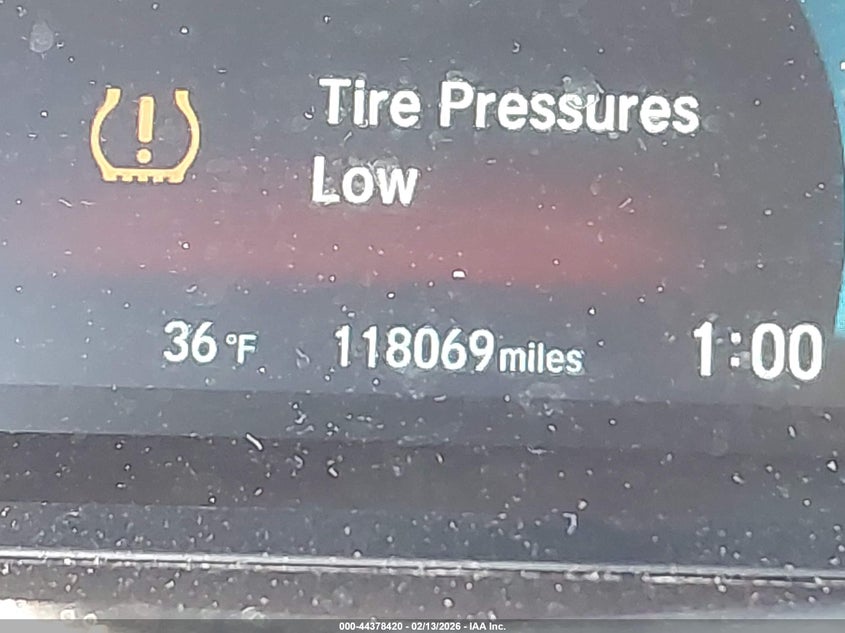 Tire Pressures
Low
36 °F 118069 miles 1:00
000-44378420 - 02/13/2026 - IAA Inc.